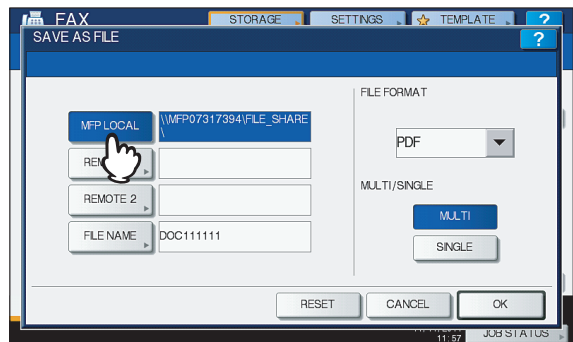 FAX
STORAGE
SETTINGS
TEMPLATE
?
SAVE AS FILE
?
MFP LOCAL
\\MFP07317394\FILE_SHARE
\
REMOTE 2
FILE NAME
DOC111111
FILE FORMAT
PDF
MULTI/SINGLE
MULTI
SINGLE
RESET
CANCEL
OK
11:57
JOB STATUS